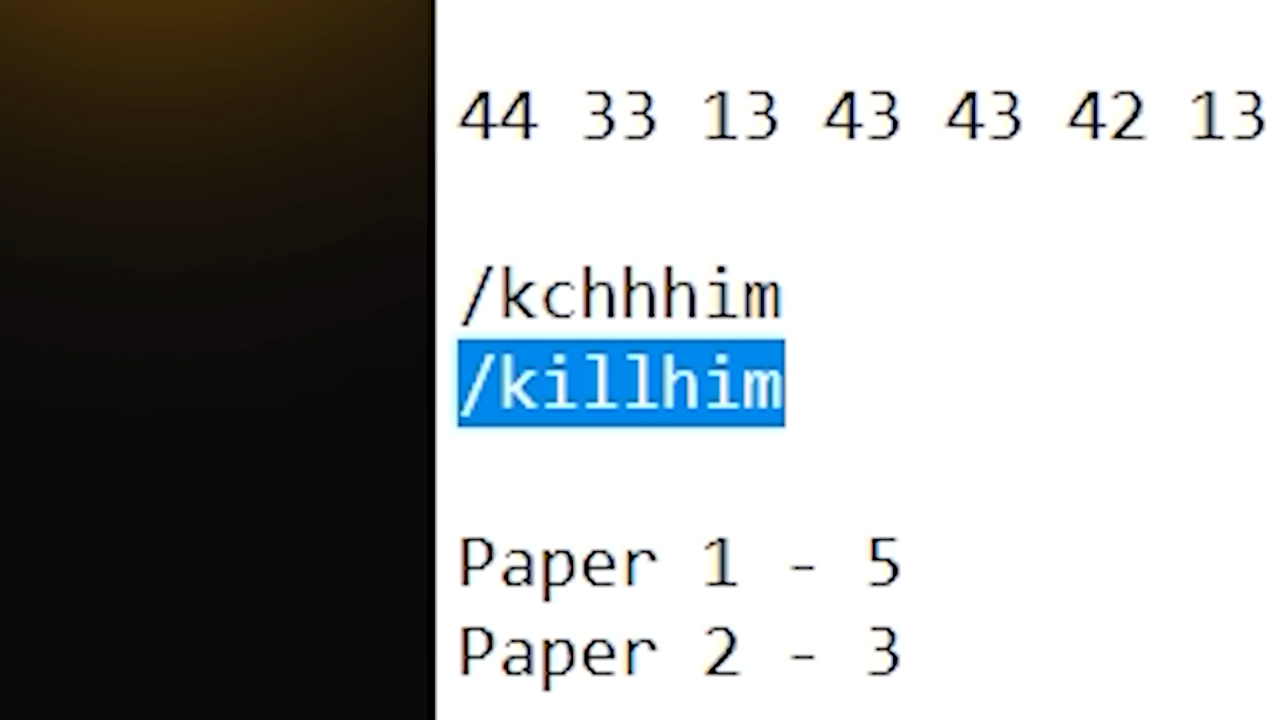 44 33 13 43 43 42 13
/kchhhim
/killhim
Paper 1 - 5
Paper 2 - 3